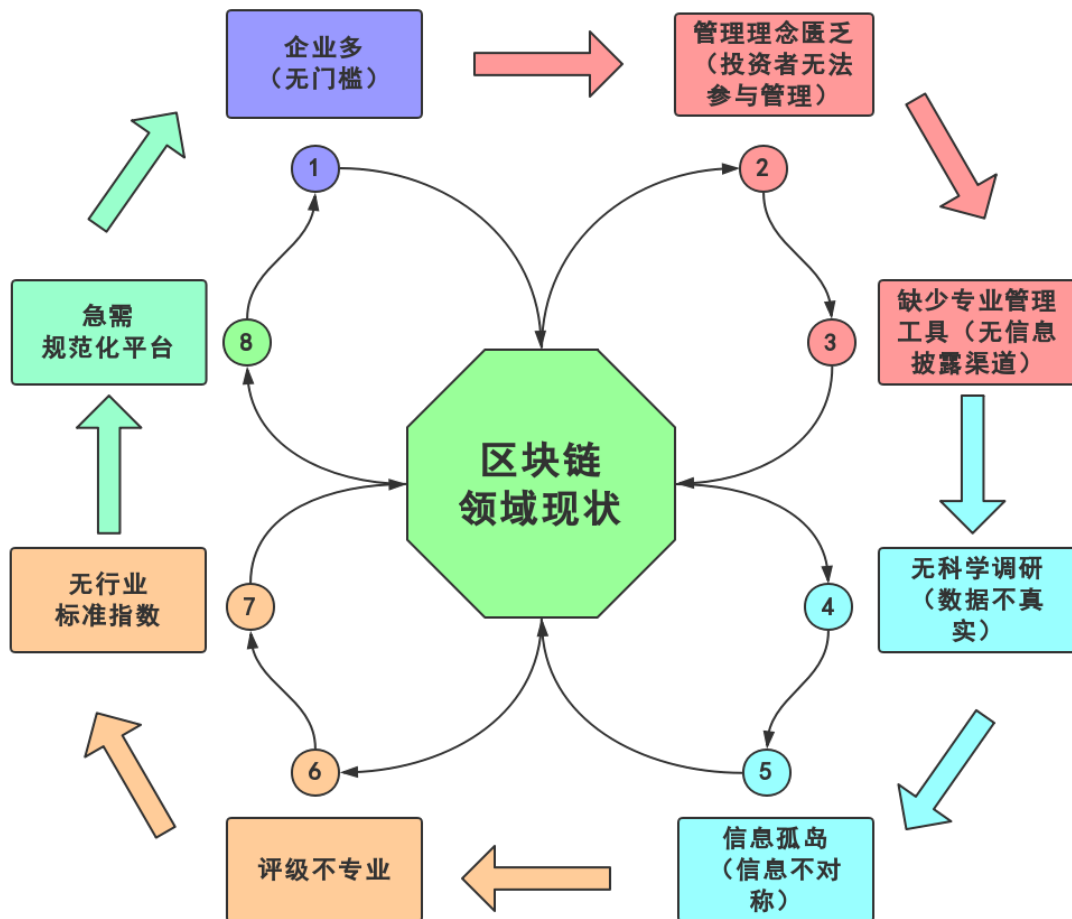 企业多
（无门槛）
管理理念匮乏
（投资者无法
参与管理）
1
2
急需
规范化平台
8
3
缺少专业管理
工具（无信息
披露渠道）
区块链
领域现状
无行业
标准指数
7
4
无科学调研
（数据不真
实）
6
5
评级不专业
信息孤岛
（信息不对
称）